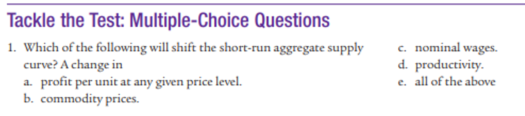 Tackle the Test: Multiple-Choice Questions
1. Which of the following will shift the short-run aggregate supply
curve? A change in
a. profit per unit at any given price level.
b. commodity prices.
c. nominal wages.
d. productivity.
e. all of the above